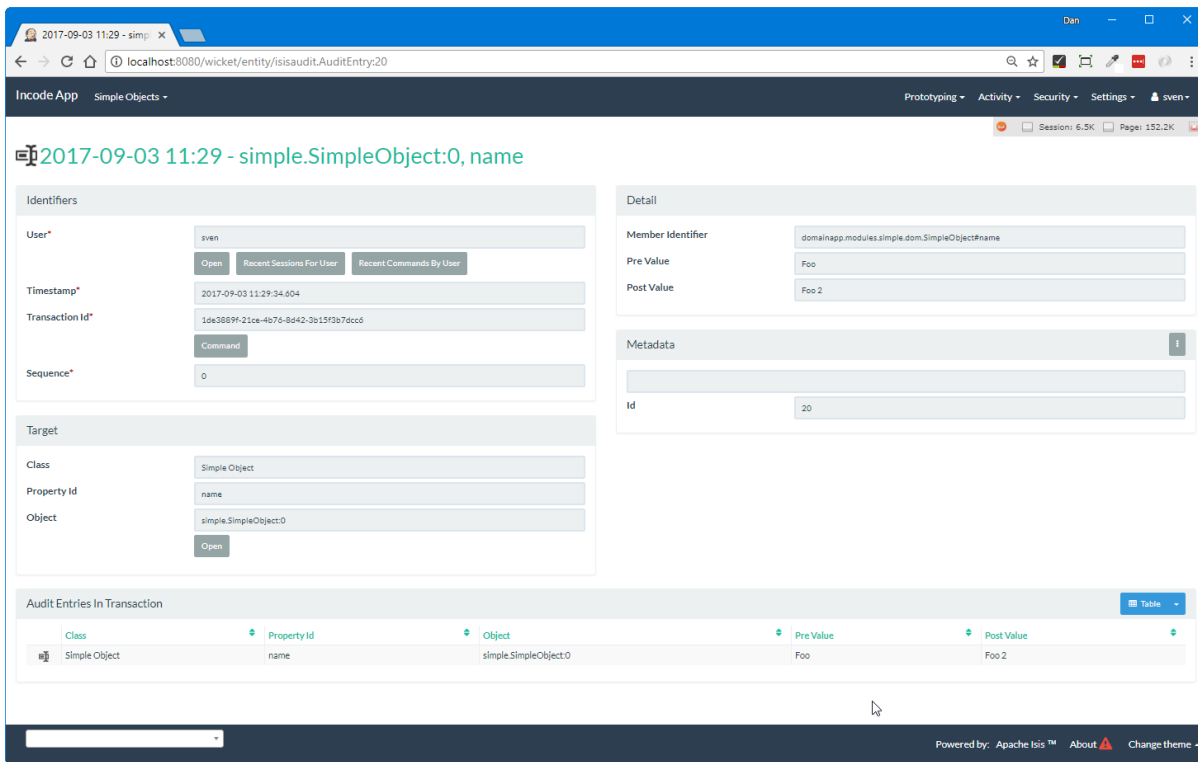 Dan
2017-09-03 11:29 - simp
localhost:8080/wicket/entity/isisaudit.AuditEntry:20
Incode App Simple Objects Prototyping Activity Security Settings sven
Session: 6.5K Page: 152.2K
2017-09-03 11:29 - simple.SimpleObject:0, name
Identifiers
User* sven
Open Recent Sessions For User Recent Commands By User
Timestamp* 2017-09-03 11:29:34.604
Transaction Id* 1de3889f-21ce-4b76-8d42-3b15f3b7dcc6
Command
Sequence* 0
Target
Class Simple Object
Property Id name
Object simple.SimpleObject:0
Open
Detail
Member Identifier domainapp.modules.simple.dom.SimpleObject#name
Pre Value Foo
Post Value Foo 2
Metadata
Id 20
Audit Entries In Transaction Table
Class Property Id Object Pre Value Post Value
Simple Object name simple.SimpleObject:0 Foo Foo 2
Powered by: Apache Isis ™ About Change theme